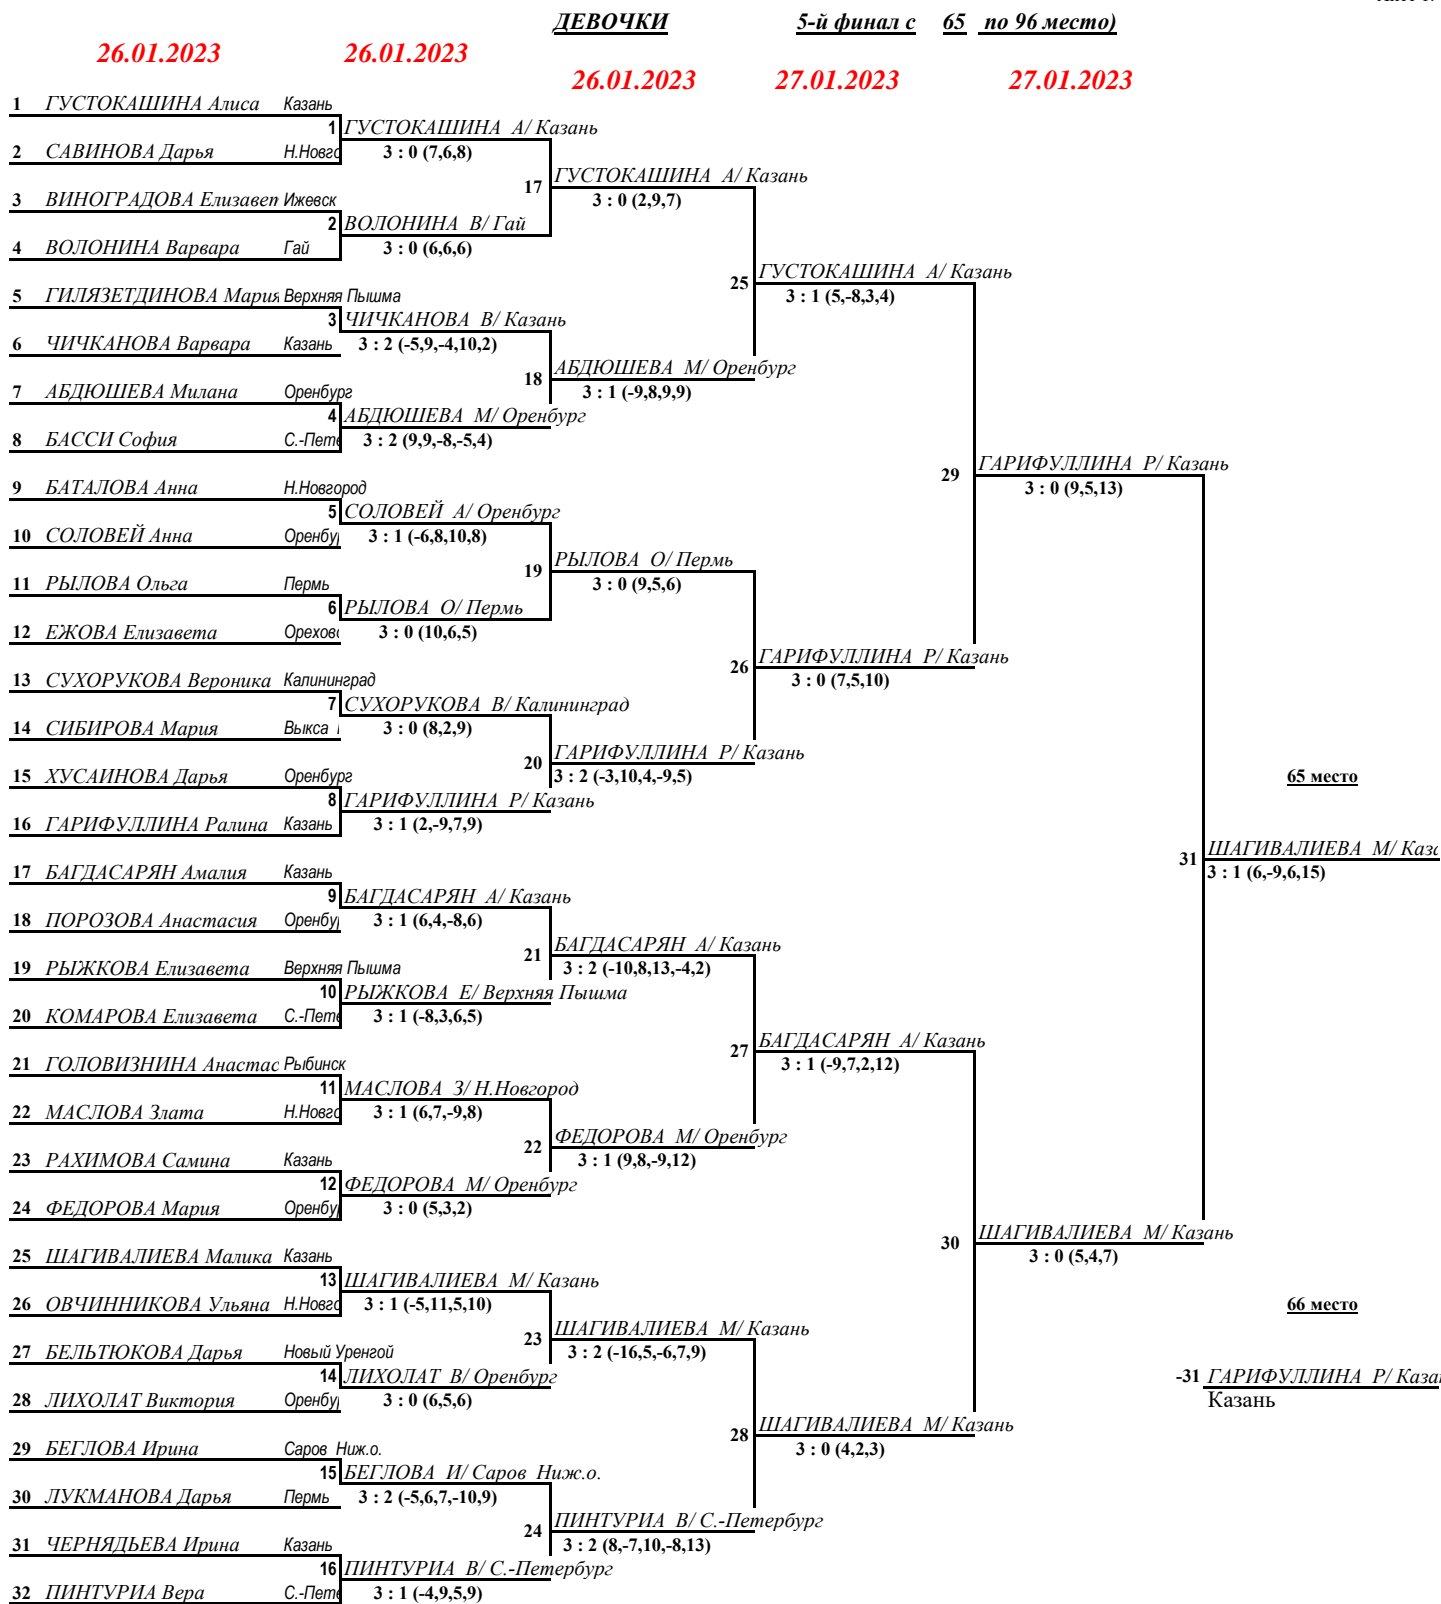 ДЕВОЧКИ 5-й финал с 65 по 96 место)
26.01.2023 26.01.2023
26.01.2023 27.01.2023 27.01.2023
1 ГУСТОКАШИНА Алиса Казань
1 ГУСТОКАШИНА А/ Казань
2 САВИНОВА Дарья Н.Новго 3 : 0 (7,6,8)
17 ГУСТОКАШИНА А/ Казань
3 ВИНОГРАДОВА Елизавет Ижевск 3 : 0 (2,9,7)
2 ВОЛОНИНА В/ Гай
4 ВОЛОНИНА Варвара Гай 3 : 0 (6,6,6)
25 ГУСТОКАШИНА А/ Казань
5 ГИЛЯЗЕТДИНОВА Мария Верхняя Пышма 3 : 1 (5,-8,3,4)
3 ЧИЧКАНОВА В/ Казань
6 ЧИЧКАНОВА Варвара Казань 3 : 2 (-5,9,-4,10,2)
18 АБДЮШЕВА М/ Оренбург
7 АБДЮШЕВА Милана Оренбург 3 : 1 (-9,8,9,9)
4 АБДЮШЕВА М/ Оренбург
8 БАССИ София С.-Пете 3 : 2 (9,9,-8,-5,4)
29 ГАРИФУЛЛИНА Р/ Казань
9 БАТАЛОВА Анна Н.Новгород 3 : 0 (9,5,13)
5 СОЛОВЕЙ А/ Оренбург
10 СОЛОВЕЙ Анна Оренбур 3 : 1 (-6,8,10,8)
19 РЫЛОВА О/ Пермь
11 РЫЛОВА Ольга Пермь 3 : 0 (9,5,6)
6 РЫЛОВА О/ Пермь
12 ЕЖОВА Елизавета Орехово 3 : 0 (10,6,5)
26 ГАРИФУЛЛИНА Р/ Казань
13 СУХОРУКОВА Вероника Калининград 3 : 0 (7,5,10)
7 СУХОРУКОВА В/ Калининград
14 СИБИРОВА Мария Выкса 3 : 0 (8,2,9)
20 ГАРИФУЛЛИНА Р/ Казань
15 ХУСАИНОВА Дарья Оренбург 3 : 2 (-3,10,4,-9,5) 65 место
8 ГАРИФУЛЛИНА Р/ Казань
16 ГАРИФУЛЛИНА Ралина Казань 3 : 1 (2,-9,7,9)
31 ШАГИВАЛИЕВА М/ Каза
17 БАГДАСАРЯН Амалия Казань 3 : 1 (6,-9,6,15)
9 БАГДАСАРЯН А/ Казань
18 ПОРОЗОВА Анастасия Оренбур 3 : 1 (6,4,-8,6)
21 БАГДАСАРЯН А/ Казань
19 РЫЖКОВА Елизавета Верхняя Пышма 3 : 2 (-10,8,13,-4,2)
10 РЫЖКОВА Е/ Верхняя Пышма
20 КОМАРОВА Елизавета С.-Пете 3 : 1 (-8,3,6,5)
27 БАГДАСАРЯН А/ Казань
21 ГОЛОВИЗНИНА Анастас Рыбинск 3 : 1 (-9,7,2,12)
11 МАСЛОВА З/ Н.Новгород
22 МАСЛОВА Злата Н.Новго 3 : 1 (6,7,-9,8)
22 ФЕДОРОВА М/ Оренбург
23 РАХИМОВА Самина Казань 3 : 1 (9,8,-9,12)
12 ФЕДОРОВА М/ Оренбург
24 ФЕДОРОВА Мария Оренбур 3 : 0 (5,3,2)
30 ШАГИВАЛИЕВА М/ Казань
25 ШАГИВАЛИЕВА Малика Казань 3 : 0 (5,4,7)
13 ШАГИВАЛИЕВА М/ Казань
26 ОВЧИННИКОВА Ульяна Н.Новго 3 : 1 (-5,11,5,10) 66 место
23 ШАГИВАЛИЕВА М/ Казань
27 БЕЛЬТЮКОВА Дарья Новый Уренгой 3 : 2 (-16,5,-6,7,9)
14 ЛИХОЛАТ В/ Оренбург -31 ГАРИФУЛЛИНА Р/ Казан
28 ЛИХОЛАТ Виктория Оренбур 3 : 0 (6,5,6) Казань
28 ШАГИВАЛИЕВА М/ Казань
29 БЕГЛОВА Ирина Саров Ниж.о. 3 : 0 (4,2,3)
15 БЕГЛОВА И/ Саров Ниж.о.
30 ЛУКМАНОВА Дарья Пермь 3 : 2 (-5,6,7,-10,9)
24 ПИНТУРИА В/ С.-Петербург
31 ЧЕРНЯДЬЕВА Ирина Казань 3 : 2 (8,-7,10,-8,13)
16 ПИНТУРИА В/ С.-Петербург
32 ПИНТУРИА Вера С.-Пете 3 : 1 (-4,9,5,9)